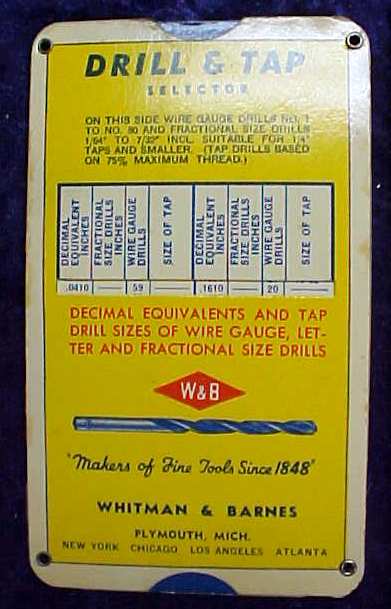 DRILL & TAP
SELECTOR
ON THIS SIDE WIRE GAUGE DRILLS NO. 1
TO NO. 80 AND FRACTIONAL SIZE DRILLS
1/64" TO 7/32" INCL. SUITABLE FOR 1/4"
TAPS AND SMALLER. (TAP DRILLS BASED
ON 75% MAXIMUM THREAD.)
DECIMAL EQUIVALENT INCHES
FRACTIONAL SIZE DRILLS INCHES
WIRE GAUGE DRILLS
SIZE OF TAP
DECIMAL EQUIVALENT INCHES
FRACTIONAL SIZE DRILLS INCHES
WIRE GAUGE DRILLS
SIZE OF TAP
.0410 — 59 — .1610 — 20 —
DECIMAL EQUIVALENTS AND TAP
DRILL SIZES OF WIRE GAUGE, LET-
TER AND FRACTIONAL SIZE DRILLS
W&B
"Makers of Fine Tools Since 1848"
WHITMAN & BARNES
PLYMOUTH, MICH.
NEW YORK CHICAGO LOS ANGELES ATLANTA